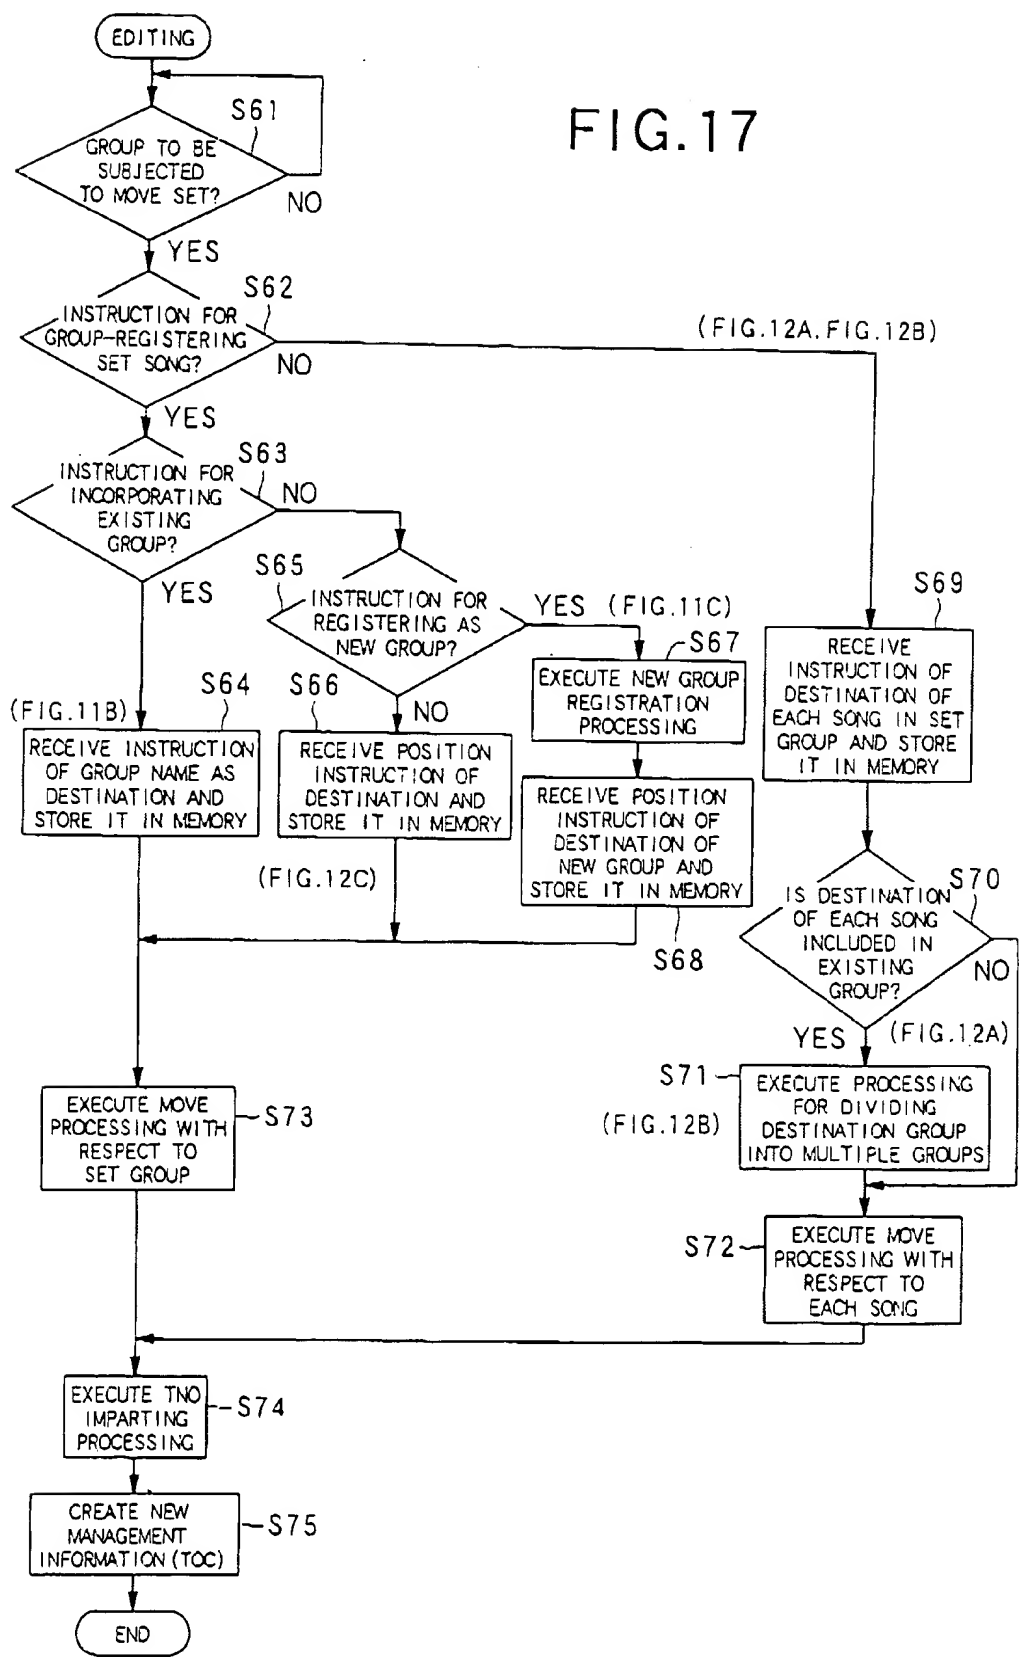 EDITING
FIG.17
S61
GROUP TO BE
SUBJECTED
TO MOVE SET?
NO
YES
S62
INSTRUCTION FOR
GROUP-REGISTERING
SET SONG?
NO
(FIG.12A. FIG.12B)
YES
S63
INSTRUCTION FOR
INCORPORATING
EXISTING
GROUP?
NO
YES
S65
INSTRUCTION FOR
REGISTERING AS
NEW GROUP?
YES
(FIG.11C)
NO
S67
EXECUTE NEW GROUP
REGISTRATION
PROCESSING
S69
RECEIVE
INSTRUCTION OF
DESTINATION OF
EACH SONG IN SET
GROUP AND STORE
IT IN MEMORY
(FIG.11B)
S64
RECEIVE INSTRUCTION
OF GROUP NAME AS
DESTINATION AND
STORE IT IN MEMORY
S66
RECEIVE POSITION
INSTRUCTION OF
DESTINATION AND
STORE IT IN MEMORY
(FIG.12C)
RECEIVE POSITION
INSTRUCTION OF
DESTINATION OF
NEW GROUP AND
STORE IT IN MEMORY
S68
S70
IS DESTINATION
OF EACH SONG
INCLUDED IN
EXISTING
GROUP?
NO
YES
(FIG.12A)
S71
(FIG.12B)
EXECUTE PROCESSING
FOR DIVIDING
DESTINATION GROUP
INTO MULTIPLE GROUPS
EXECUTE MOVE
PROCESSING WITH
RESPECT TO
SET GROUP
S73
S72
EXECUTE MOVE
PROCESSING WITH
RESPECT TO
EACH SONG
EXECUTE TNO
IMPARTING
PROCESSING
S74
CREATE NEW
MANAGEMENT
INFORMATION (TOC)
S75
END